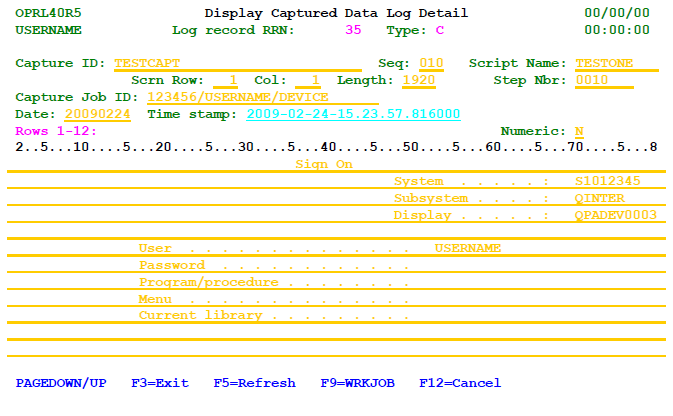 OPRL40R5 Display Captured Data Log Detail 00/00/00
USERNAME Log record RRN: 35 Type: C 00:00:00
Capture ID: TESTCAPT Seq: 010 Script Name: TESTONE
Scrn Row: 1 Col: 1 Length: 1920 Step Nbr: 0010
Capture Job ID: 123456/USERNAME/DEVICE
Date: 20090224 Time stamp: 2009-02-24-15.23.57.816000
Rows 1-12: Numeric: N
2..5...10....5...20....5...30....5...40....5...50....5...60....5...70....5...8
Sign On
System . . . . . : S1012345
Subsystem . . . . : QINTER
Display . . . . . : QPADEV0003
User . . . . . . . . . . . . . . USERNAME
Password . . . . . . . . . . . . .
Program/procedure . . . . . . . .
Menu . . . . . . . . . . . . . .
Current library . . . . . . . . .
PAGEDOWN/UP F3=Exit F5=Refresh F9=WRKJOB F12=Cancel